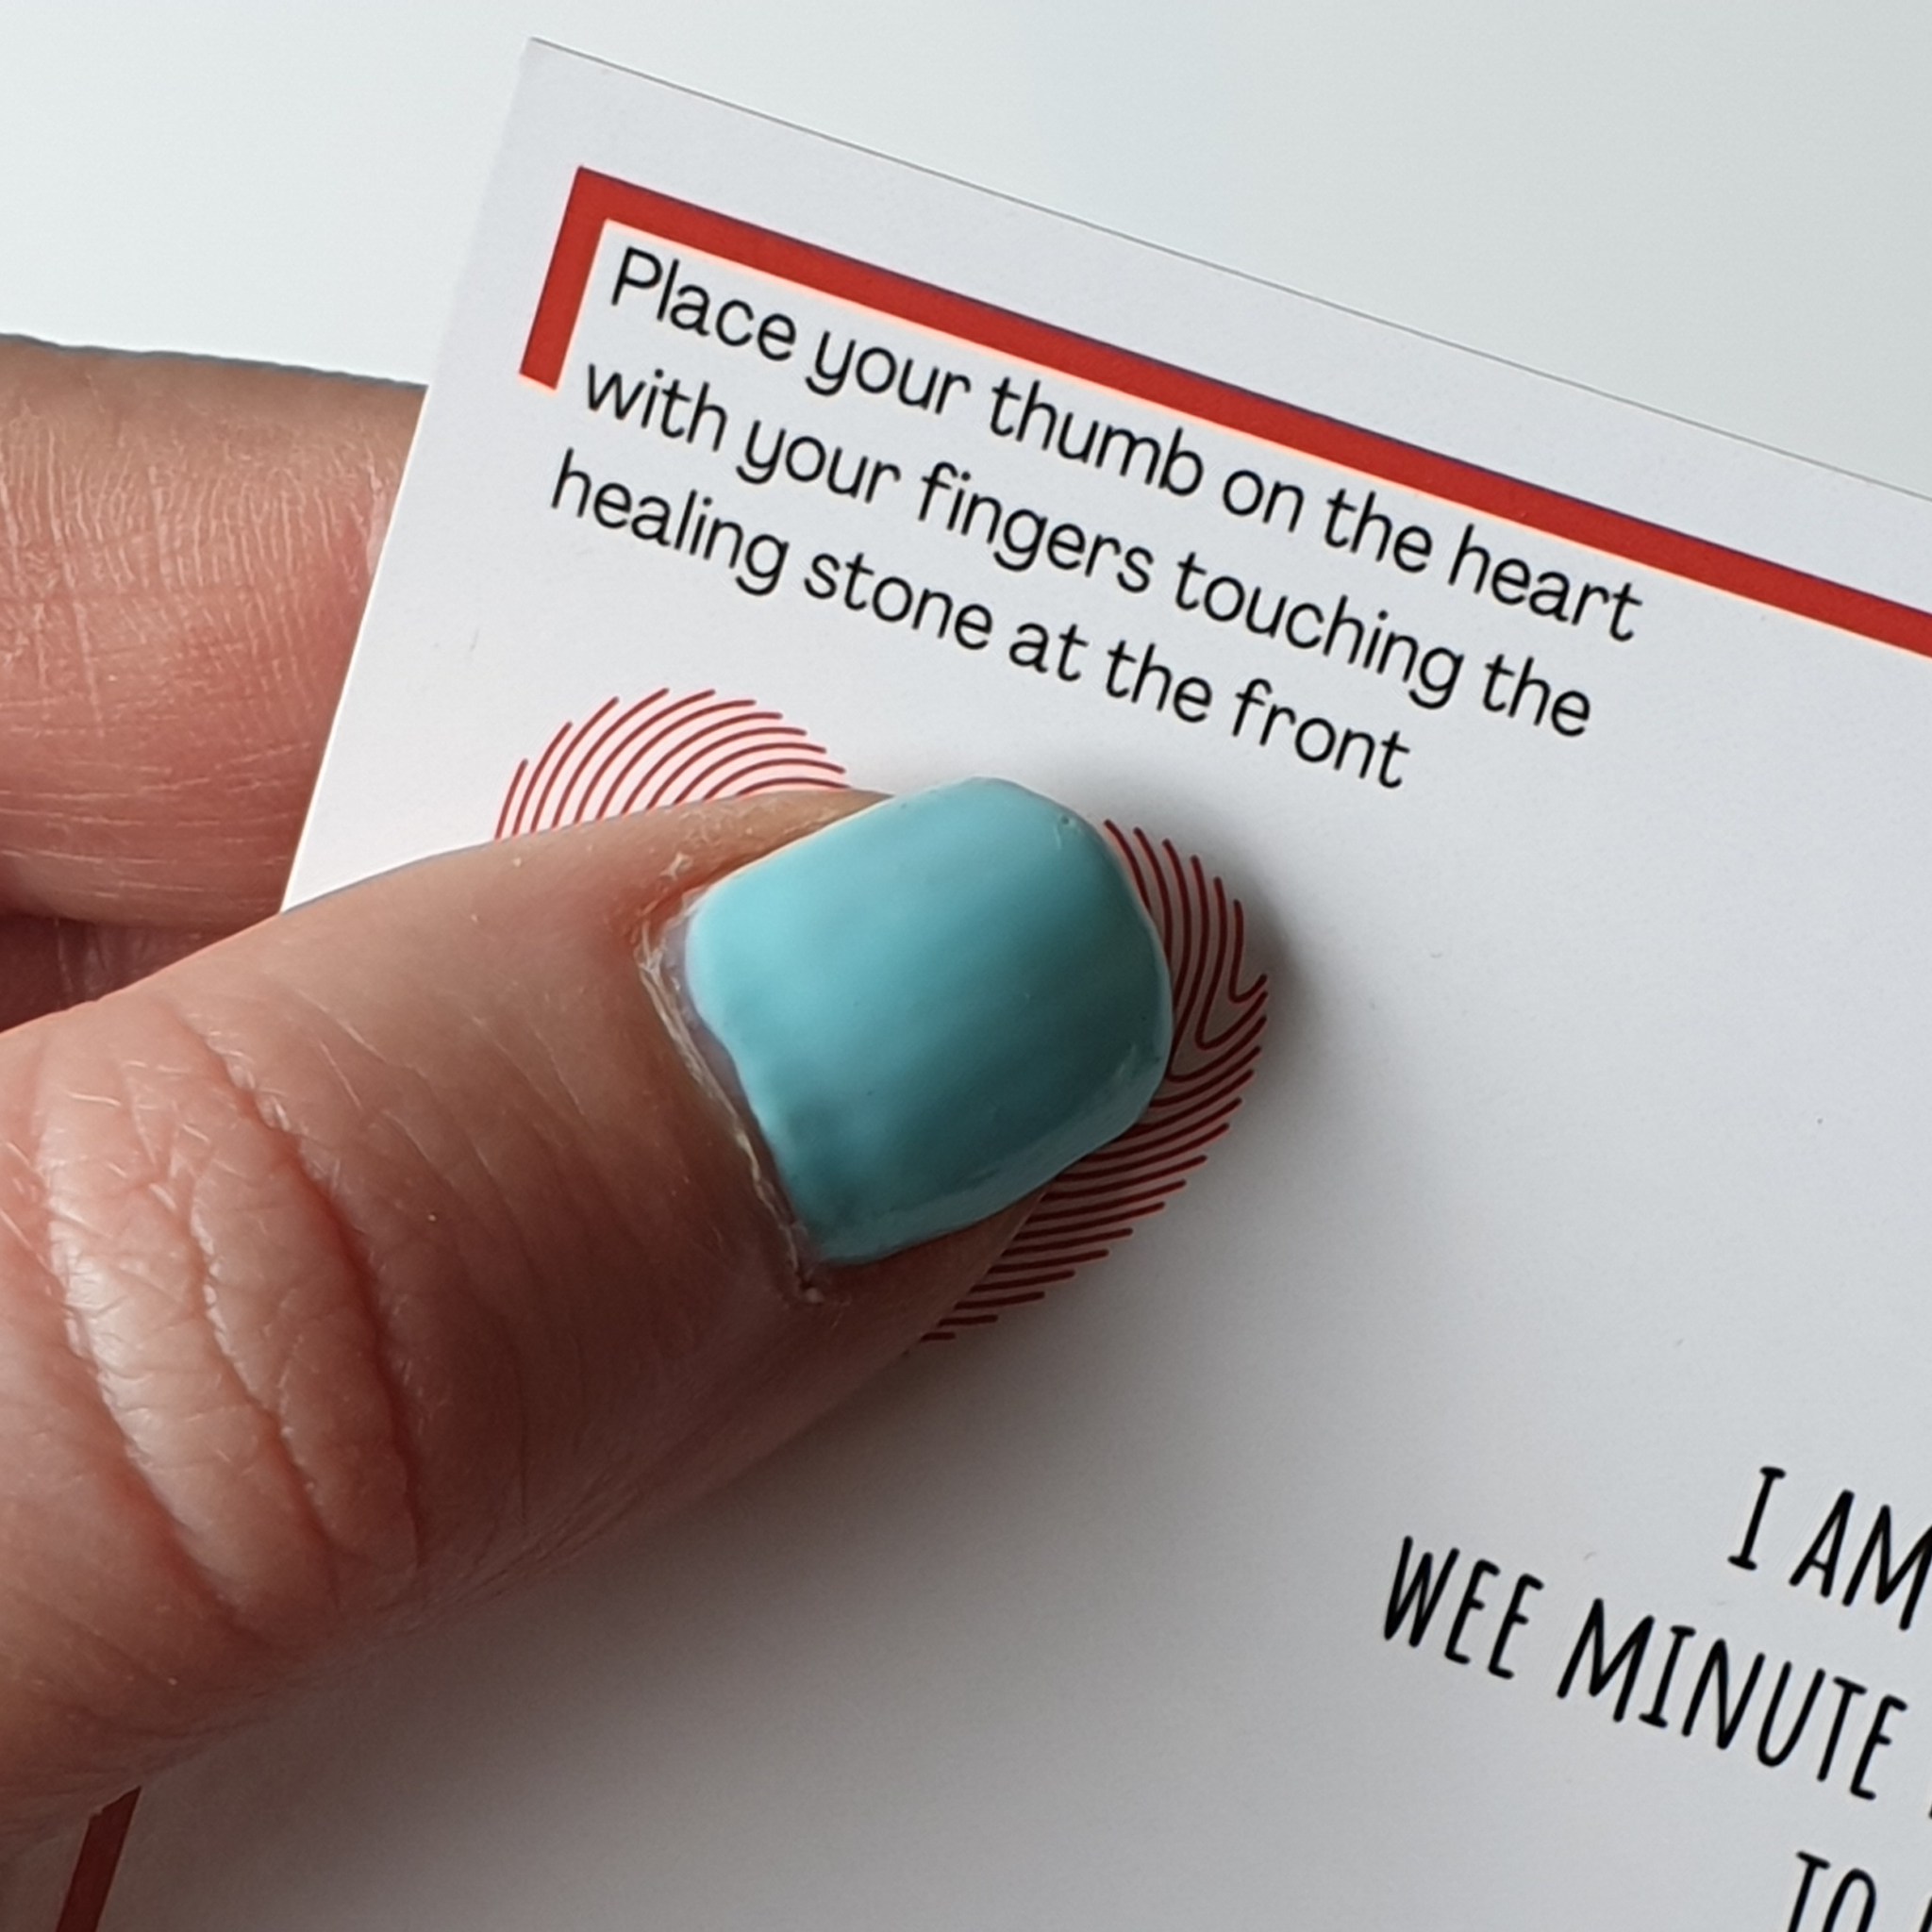 Place your thumb on the heart
with your fingers touching the
healing stone at the front
I AM
WEE MINUTE
TO